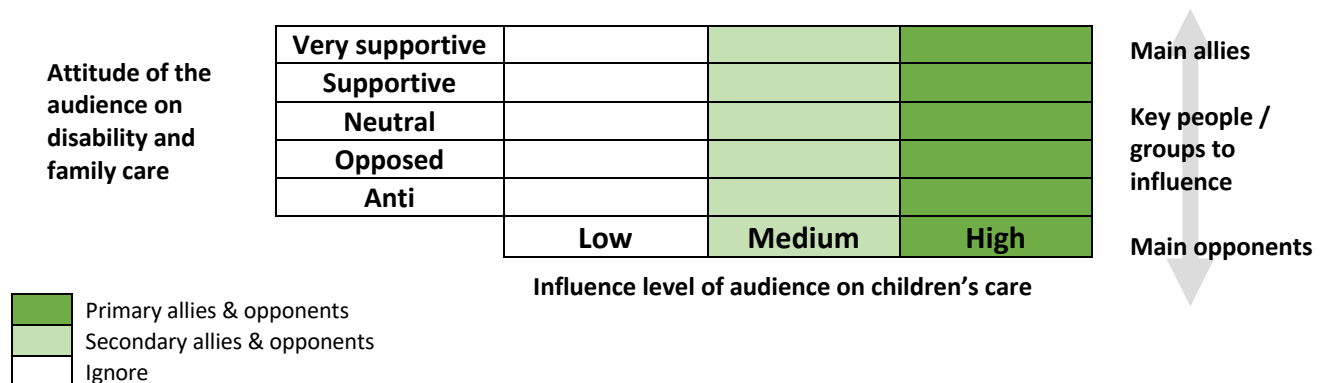 Attitude of the
audience on
disability and
family care
Very supportive
Supportive
Neutral
Opposed
Anti
Low Medium High
Influence level of audience on children’s care
Main allies
Key people /
groups to
influence
Main opponents
Primary allies & opponents
Secondary allies & opponents
Ignore